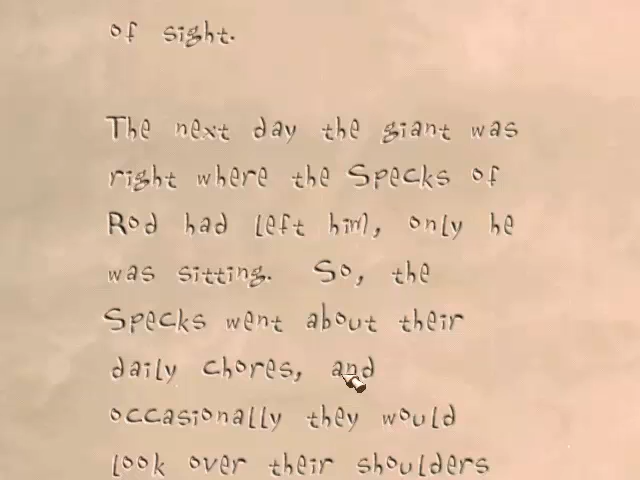 of sight.
The next day the giant was
right where the Specks of
Rod had left him, only he
was sitting. So, the
Specks went about their
daily chores, and
occasionally they would
look over their shoulders